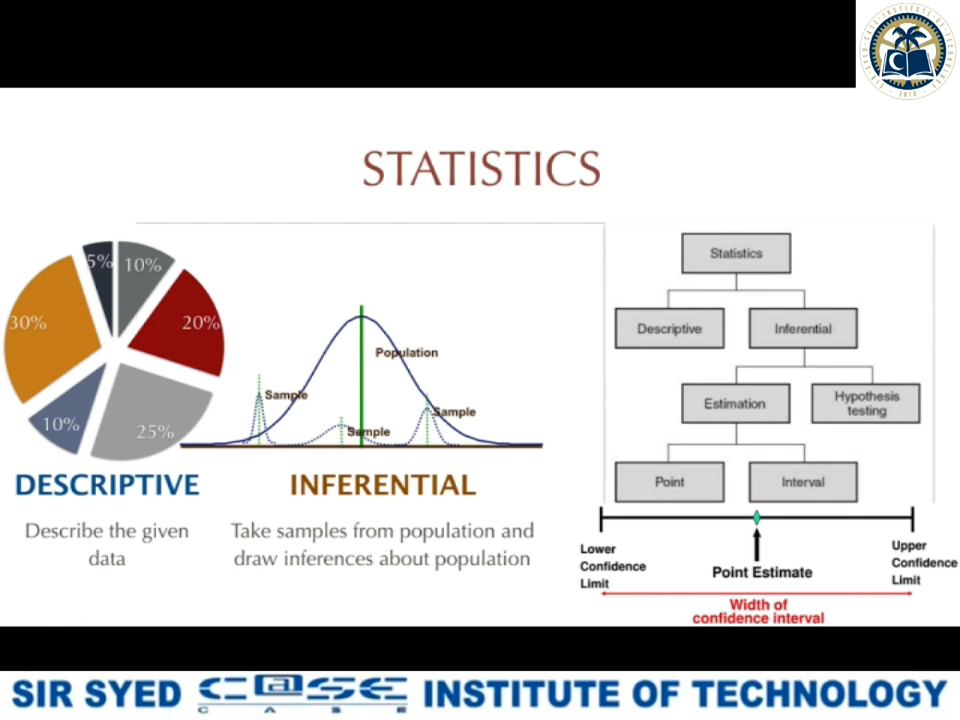 STATISTICS
5%
10%
30%
20%
10%
25%
Population
Sample
Sample
Sample
DESCRIPTIVE
Describe the given
data
INFERENTIAL
Take samples from population and
draw inferences about population
Statistics
Descriptive
Inferential
Estimation
Hypothesis
testing
Point
Interval
Lower
Confidence
Limit
Point Estimate
Upper
Confidence
Limit
Width of
confidence interval
SIR SYED C@SE INSTITUTE OF TECHNOLOGY
C A S E